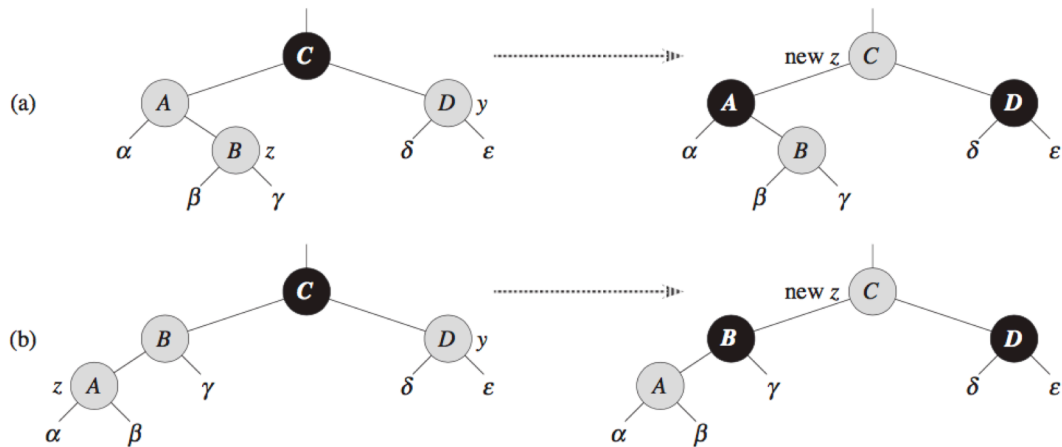 C
new z C
(a) A D y A D
α B z δ ε α B δ ε
β γ β γ
C
new z C
(b) B D y B D
z A γ δ ε A γ δ ε
α β α β